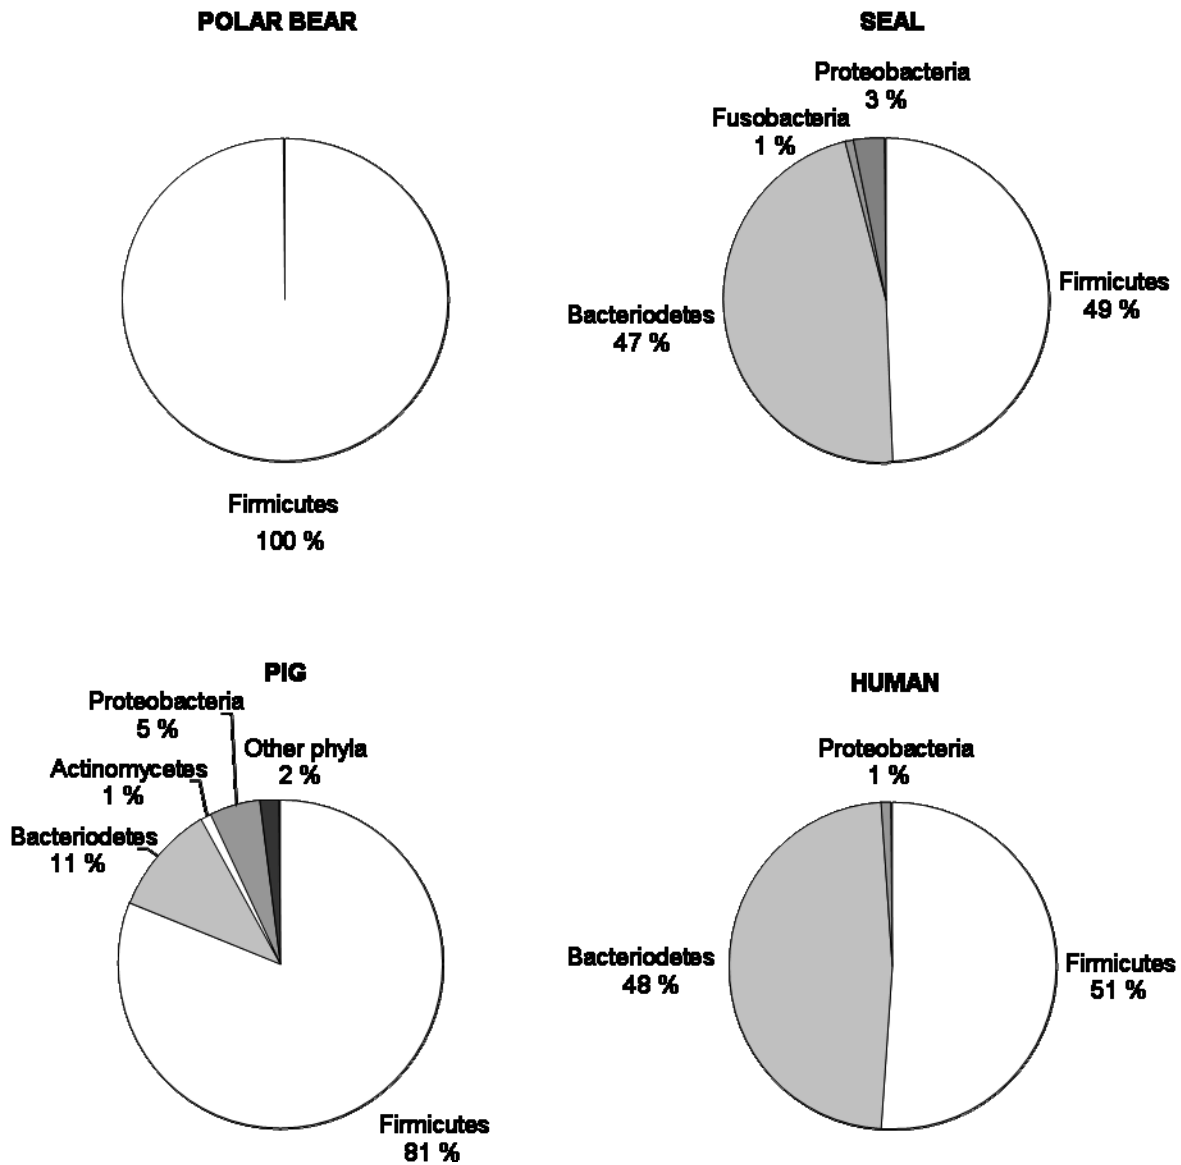 POLAR BEAR
Firmicutes
100 %
SEAL
Proteobacteria
3 %
Fusobacteria
1 %
Firmicutes
49 %
Bacteriodetes
47 %
PIG
Proteobacteria
5 %
Other phyla
2 %
Actinomycetes
1 %
Bacteriodetes
11 %
Firmicutes
81 %
HUMAN
Proteobacteria
1 %
Bacteriodetes
48 %
Firmicutes
51 %